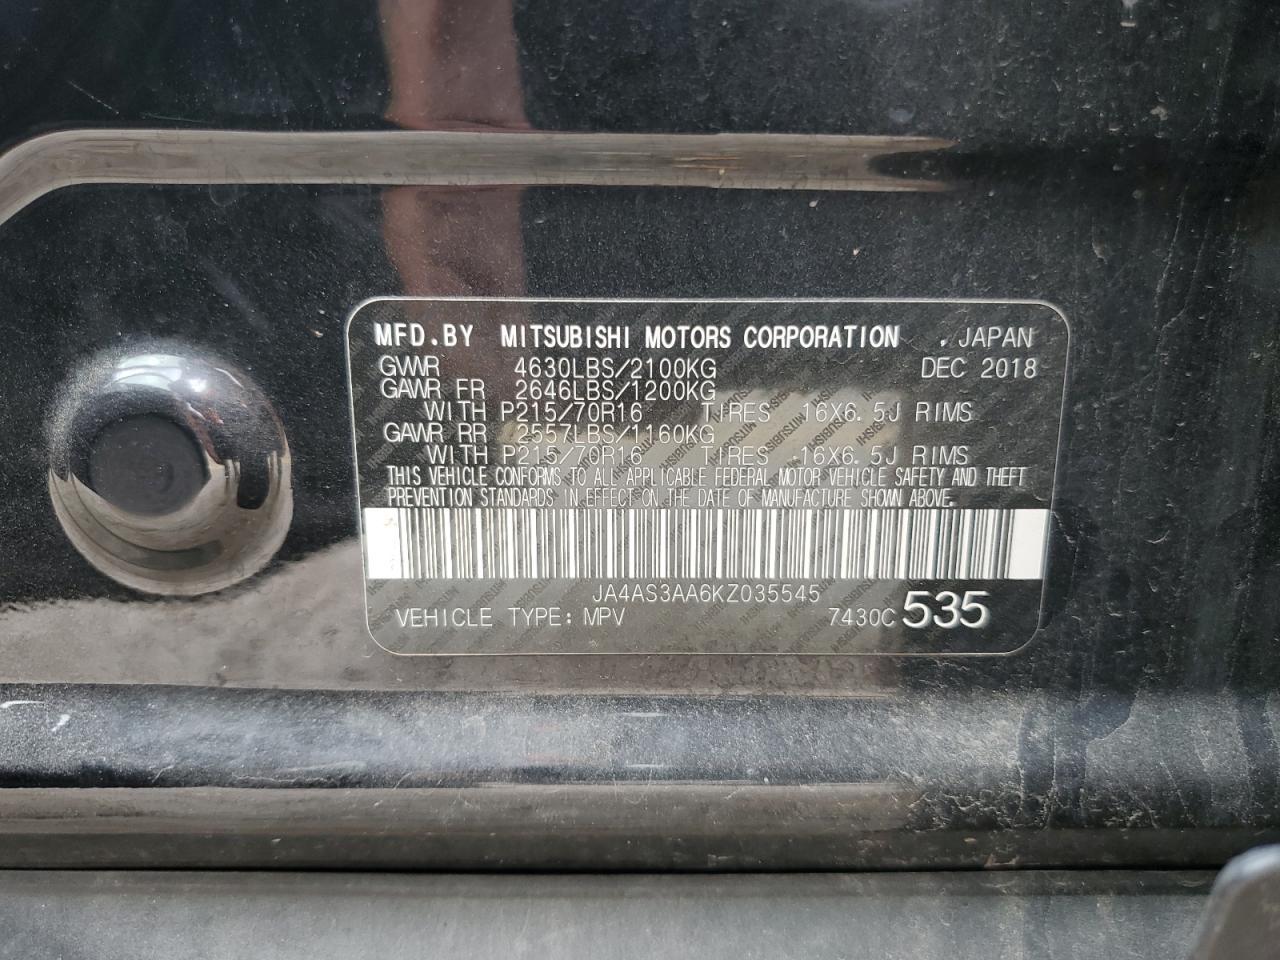 MFD.BY MITSUBISHI MOTORS CORPORATION .JAPAN
GVWR 4630LBS/2100KG DEC 2018
GAWR FR 2646LBS/1200KG
WITH P215/70R16 TIRES 16X6.5J RIMS
GAWR RR 2557LBS/1160KG
WITH P215/70R16 TIRES 16X6.5J RIMS
THIS VEHICLE CONFORMS TO ALL APPLICABLE FEDERAL MOTOR VEHICLE SAFETY AND THEFT
PREVENTION STANDARDS IN EFFECT ON THE DATE OF MANUFACTURE SHOWN ABOVE.
JA4AS3AA6KZ035545
VEHICLE TYPE: MPV 7430C 535